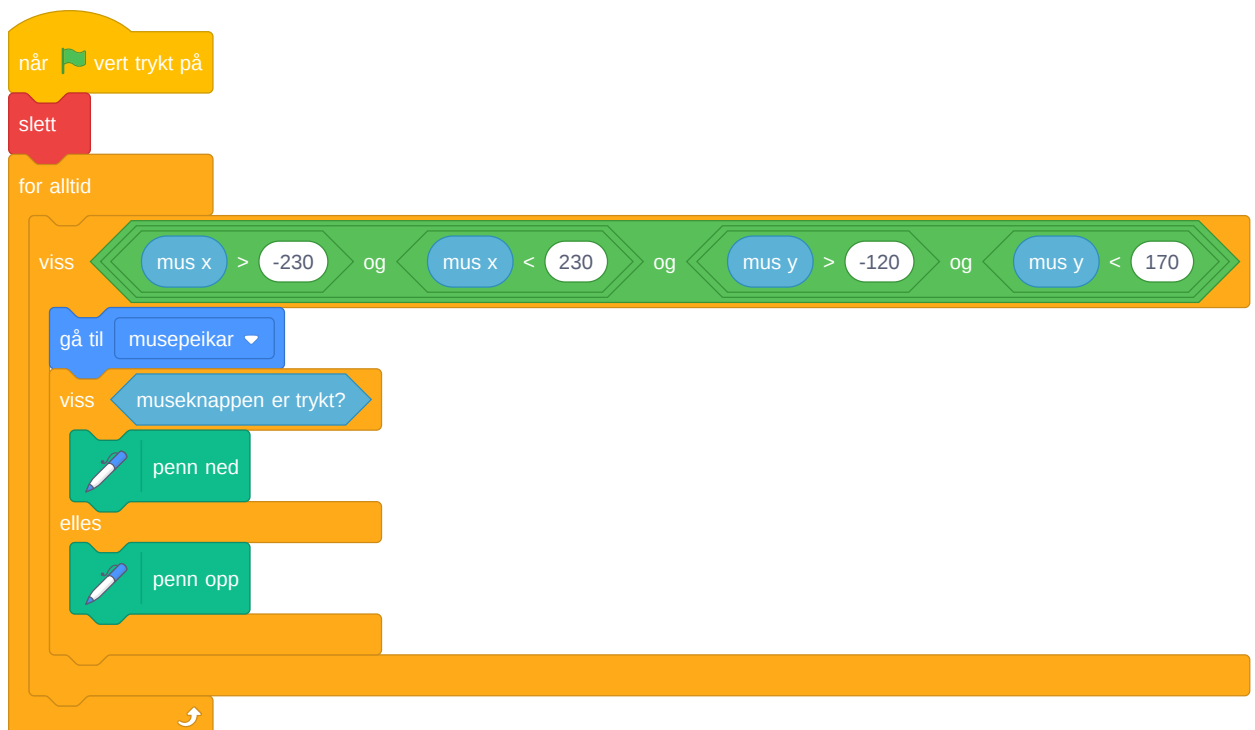 når vert trykt på
slett
for alltid
viss mus x > -230 og mus x < 230 og mus y > -120 og mus y < 170
gå til musepeikar
viss museknappen er trykt?
penn ned
elles
penn opp